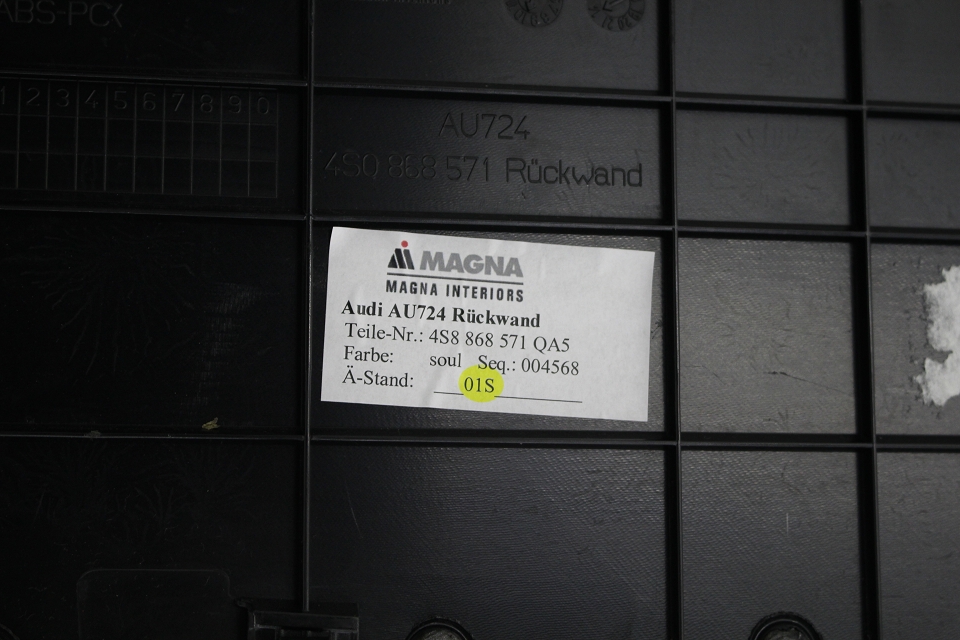 ABS-PC<
1 2 3 4 5 6 7 8 9 0
AU724
4S0 868 571 Rückwand
MAGNA
MAGNA INTERIORS
Audi AU724 Rückwand
Teile-Nr.: 4S8 868 571 QA5
Farbe: soul Seq.: 004568
Ä-Stand: 01S